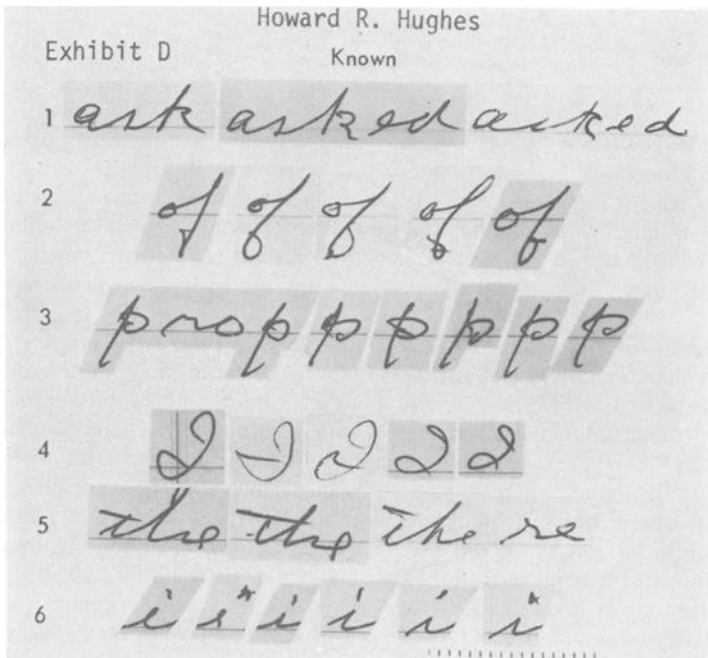 Howard R. Hughes
Exhibit D
Known
1 ask asked asked
2 of of of of of
3 prop p p p p p
4 I I I I I
5 the the the re
6 i i i i i i